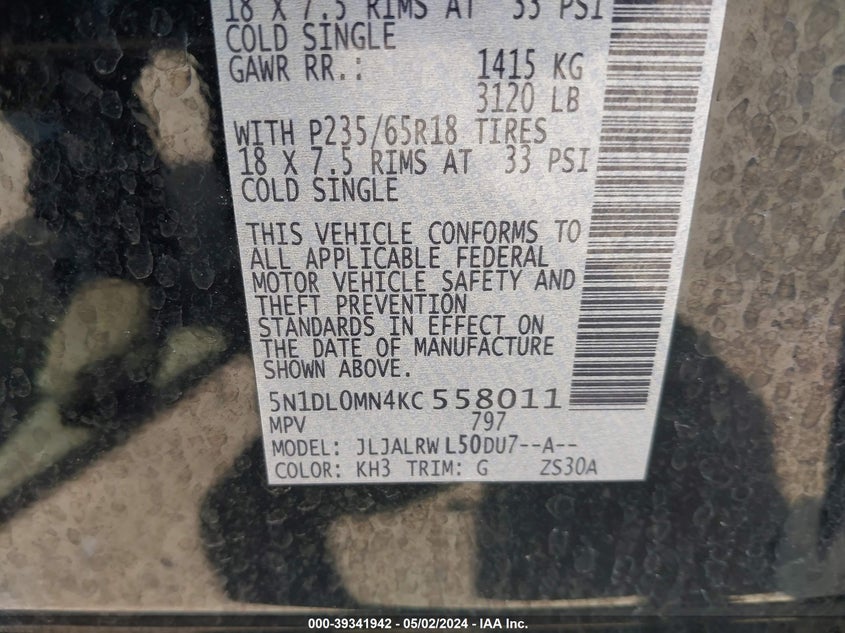 18 X 7.5 RIMS AT 33 PSI
COLD SINGLE
GAWR RR.: 1415 KG
3120 LB
WITH P235/65R18 TIRES
18 X 7.5 RIMS AT 33 PSI
COLD SINGLE
THIS VEHICLE CONFORMS TO
ALL APPLICABLE FEDERAL
MOTOR VEHICLE SAFETY AND
THEFT PREVENTION
STANDARDS IN EFFECT ON
THE DATE OF MANUFACTURE
SHOWN ABOVE.
5N1DL0MN4KC558011
MPV 797
MODEL: JLJALRWL50DU7--A--
COLOR: KH3 TRIM: G ZS30A
000-39341942 - 05/02/2024 - IAA Inc.